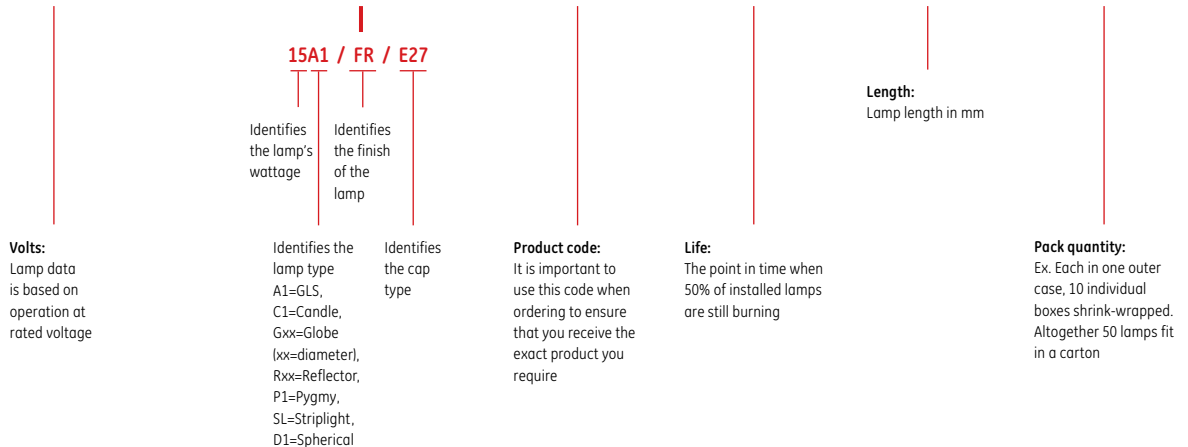 15A1 / FR / E27
Identifies
the lamp's
wattage
Identifies
the finish
of the
lamp
Length:
Lamp length in mm
Volts:
Lamp data
is based on
operation at
rated voltage
Identifies the
lamp type
A1=GLS,
C1=Candle,
Gxx=Globe
(xx=diameter),
Rxx=Reflector,
P1=Pygmy,
SL=Striplight,
D1=Spherical
Identifies
the cap
type
Product code:
It is important to
use this code when
ordering to ensure
that you receive the
exact product you
require
Life:
The point in time when
50% of installed lamps
are still burning
Pack quantity:
Ex. Each in one outer
case, 10 individual
boxes shrink-wrapped.
Altogether 50 lamps fit
in a carton